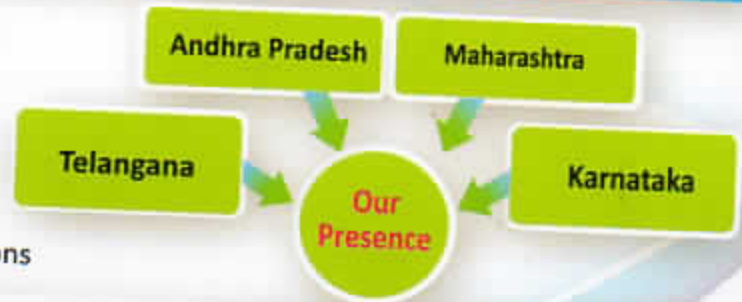 Andhra Pradesh
Maharashtra
Telangana
Karnataka
Our
Presence